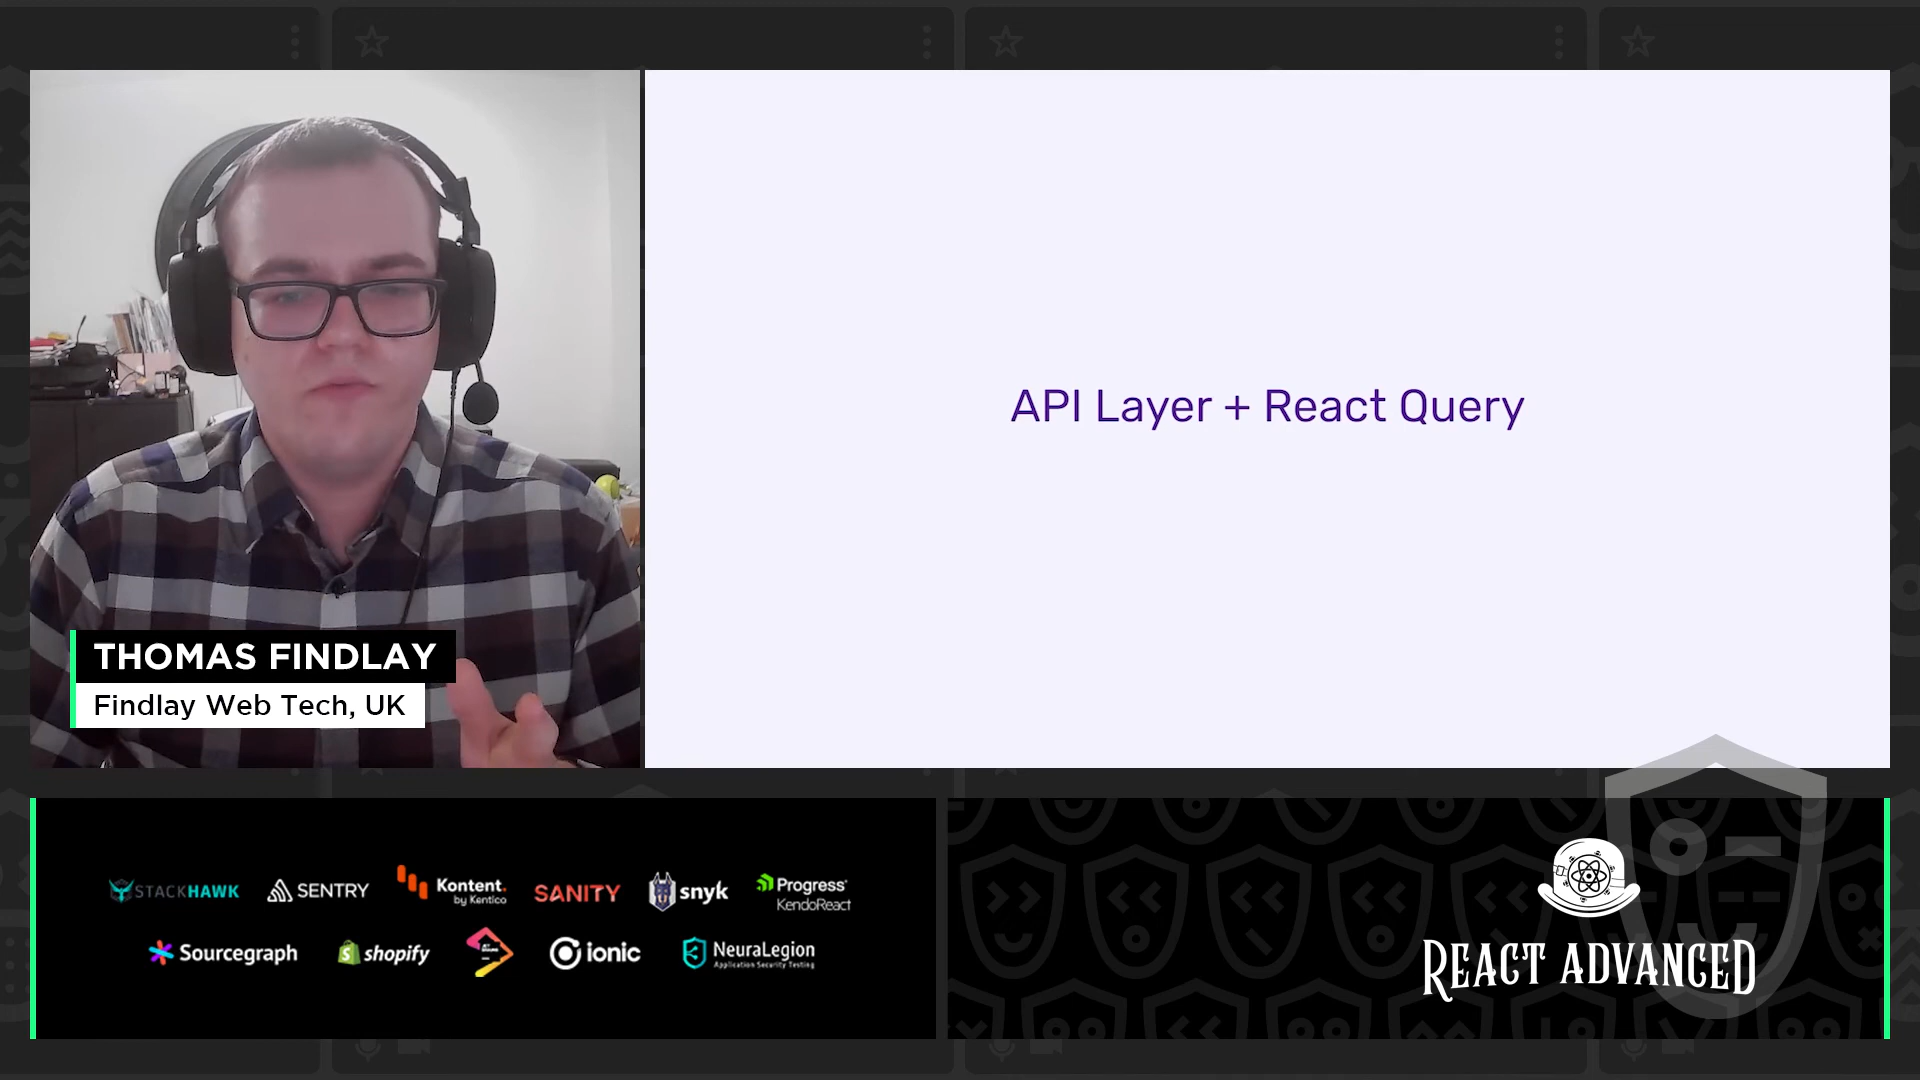 API Layer + React Query
THOMAS FINDLAY
Findlay Web Tech, UK
STACKHAWK
SENTRY
Kontent.
by Kentico
SANITY
snyk
Progress®
KendoReact
Sourcegraph
shopify
ionic
NeuraLegion
Application Security Testing
REACT ADVANCED